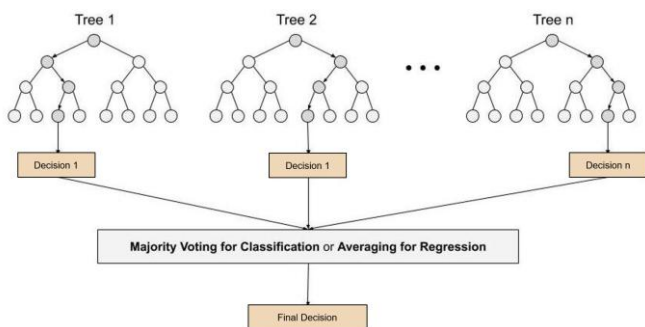 Tree 1
Tree 2
Tree n
Decision 1
Decision 1
Decision n
Majority Voting for Classification or Averaging for Regression
Final Decision